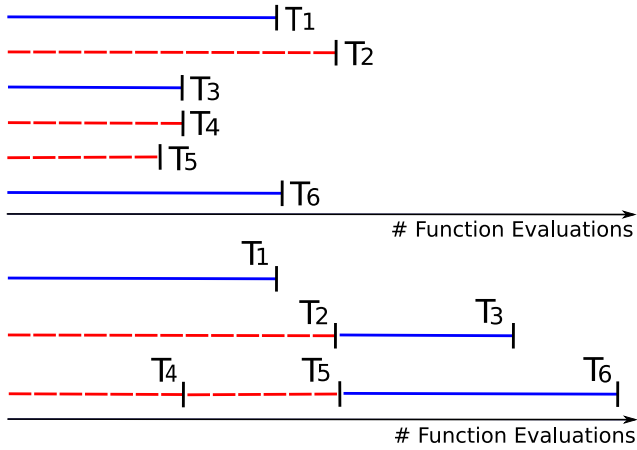 T1
T2
T3
T4
T5
T6
# Function Evaluations
T1
T2 T3
T4 T5 T6
# Function Evaluations